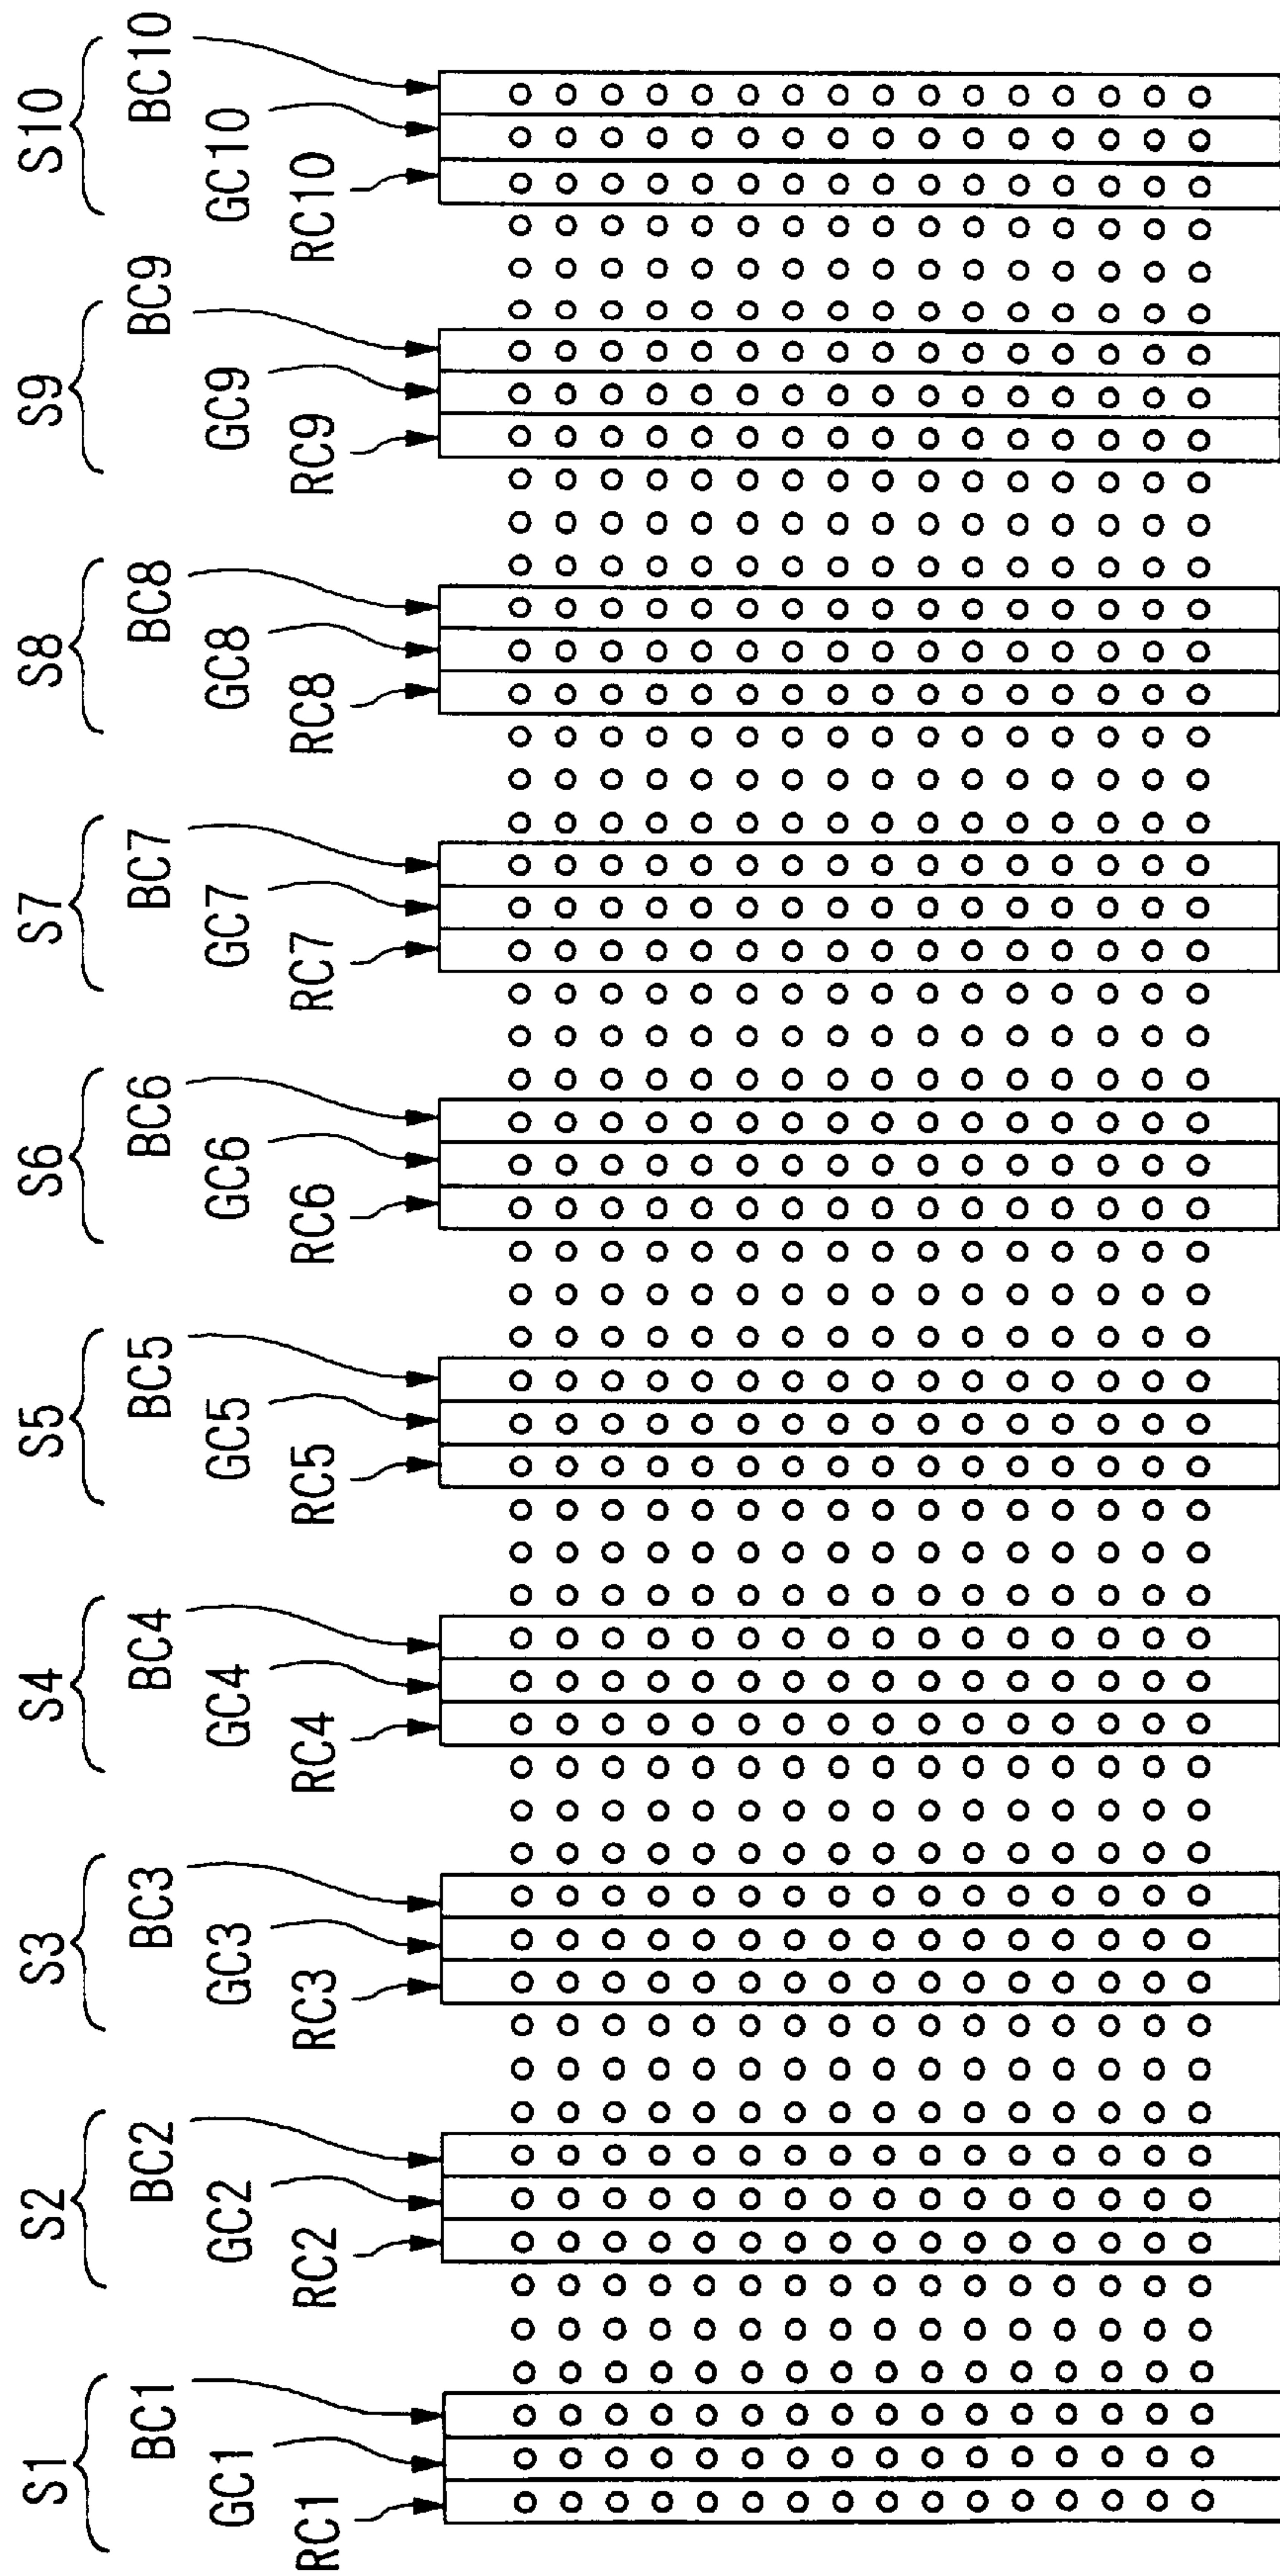 S1
RC1
GC1
BC1
S2
RC2
GC2
BC2
S3
RC3
GC3
BC3
S4
RC4
GC4
BC4
S5
RC5
GC5
BC5
S6
RC6
GC6
BC6
S7
RC7
GC7
BC7
S8
RC8
GC8
BC8
S9
RC9
GC9
BC9
S10
RC10
GC10
BC10